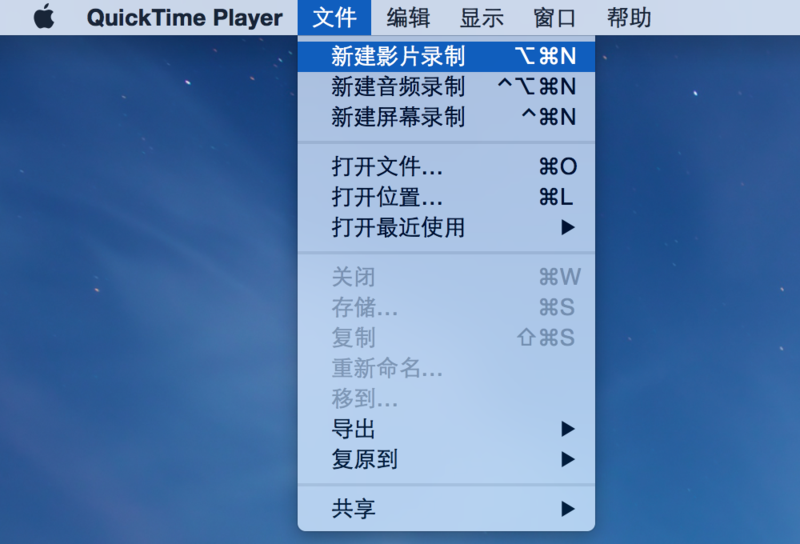 QuickTime Player 文件 编辑 显示 窗口 帮助
新建影片录制 ⌥⌘N
新建音频录制 ^⌥⌘N
新建屏幕录制 ^⌘N
打开文件... ⌘O
打开位置... ⌘L
打开最近使用 ▶
关闭 ⌘W
存储... ⌘S
复制 ⇧⌘S
重新命名...
移到...
导出 ▶
复原到 ▶
共享 ▶